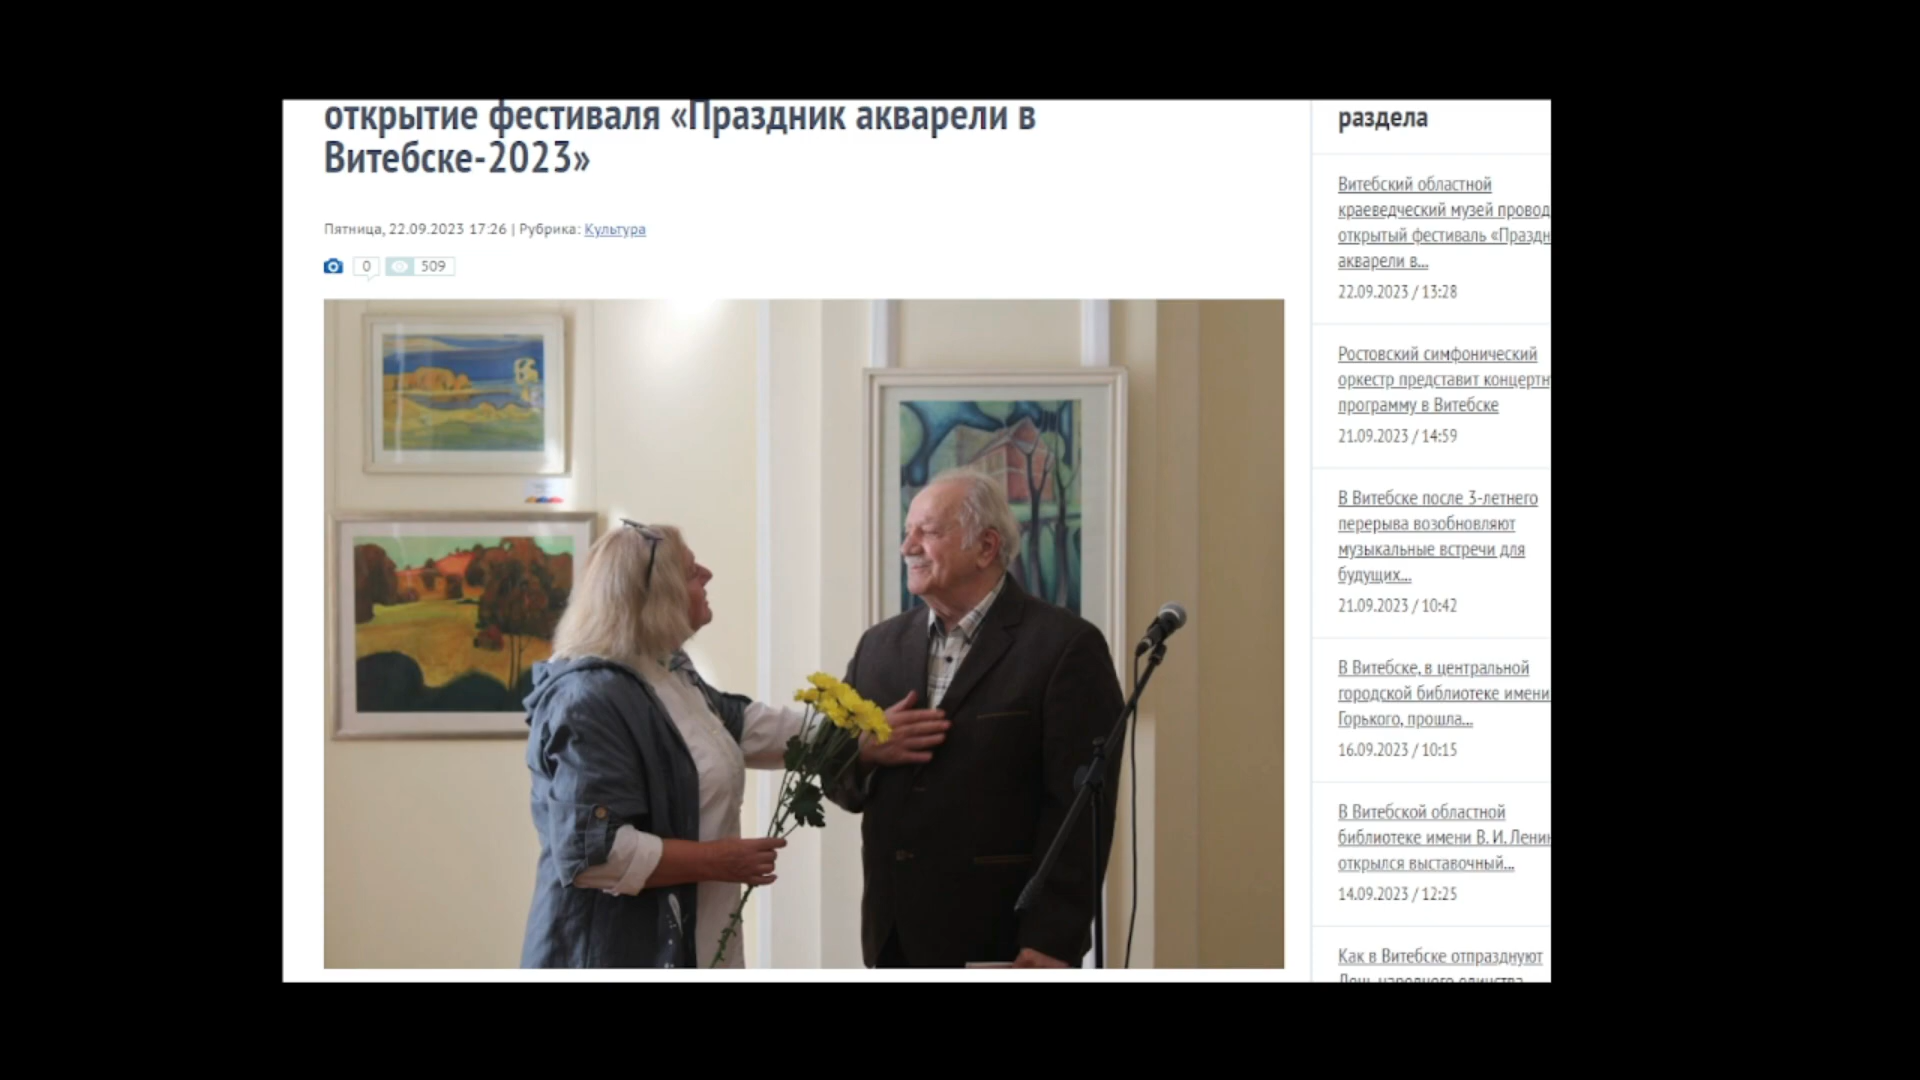 открытие фестиваля «Праздник акварели в
Витебске-2023»
Пятница, 22.09.2023 17:26 | Рубрика: Культура
0 509
раздела
Витебский областной
краеведческий музей провод
открытый фестиваль «Праздн
акварели в...
22.09.2023 / 13:28
Ростовский симфонический
оркестр представит концертн
программу в Витебске
21.09.2023 / 14:59
В Витебске после 3-летнего
перерыва возобновляют
музыкальные встречи для
будущих...
21.09.2023 / 10:42
В Витебске, в центральной
городской библиотеке имени
Горького, прошла...
16.09.2023 / 10:15
В Витебской областной
библиотеке имени В. И. Ленин
открылся выставочный...
14.09.2023 / 12:25
Как в Витебске отпразднуют
День народного единства